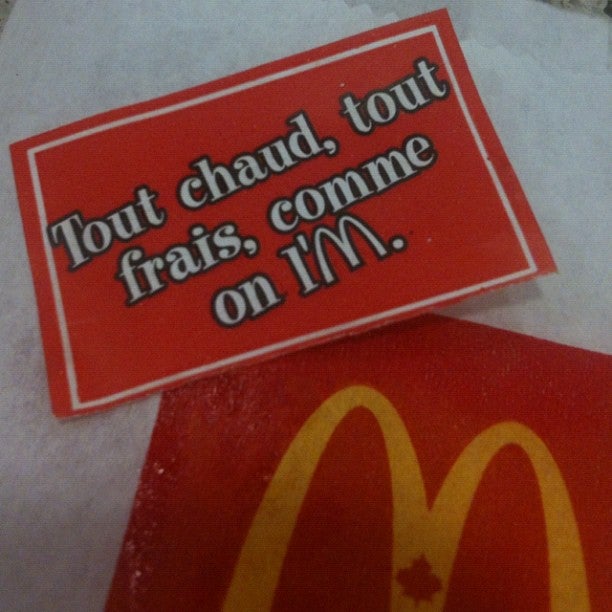 Tout chaud, tout
frais, comme
on l'M.